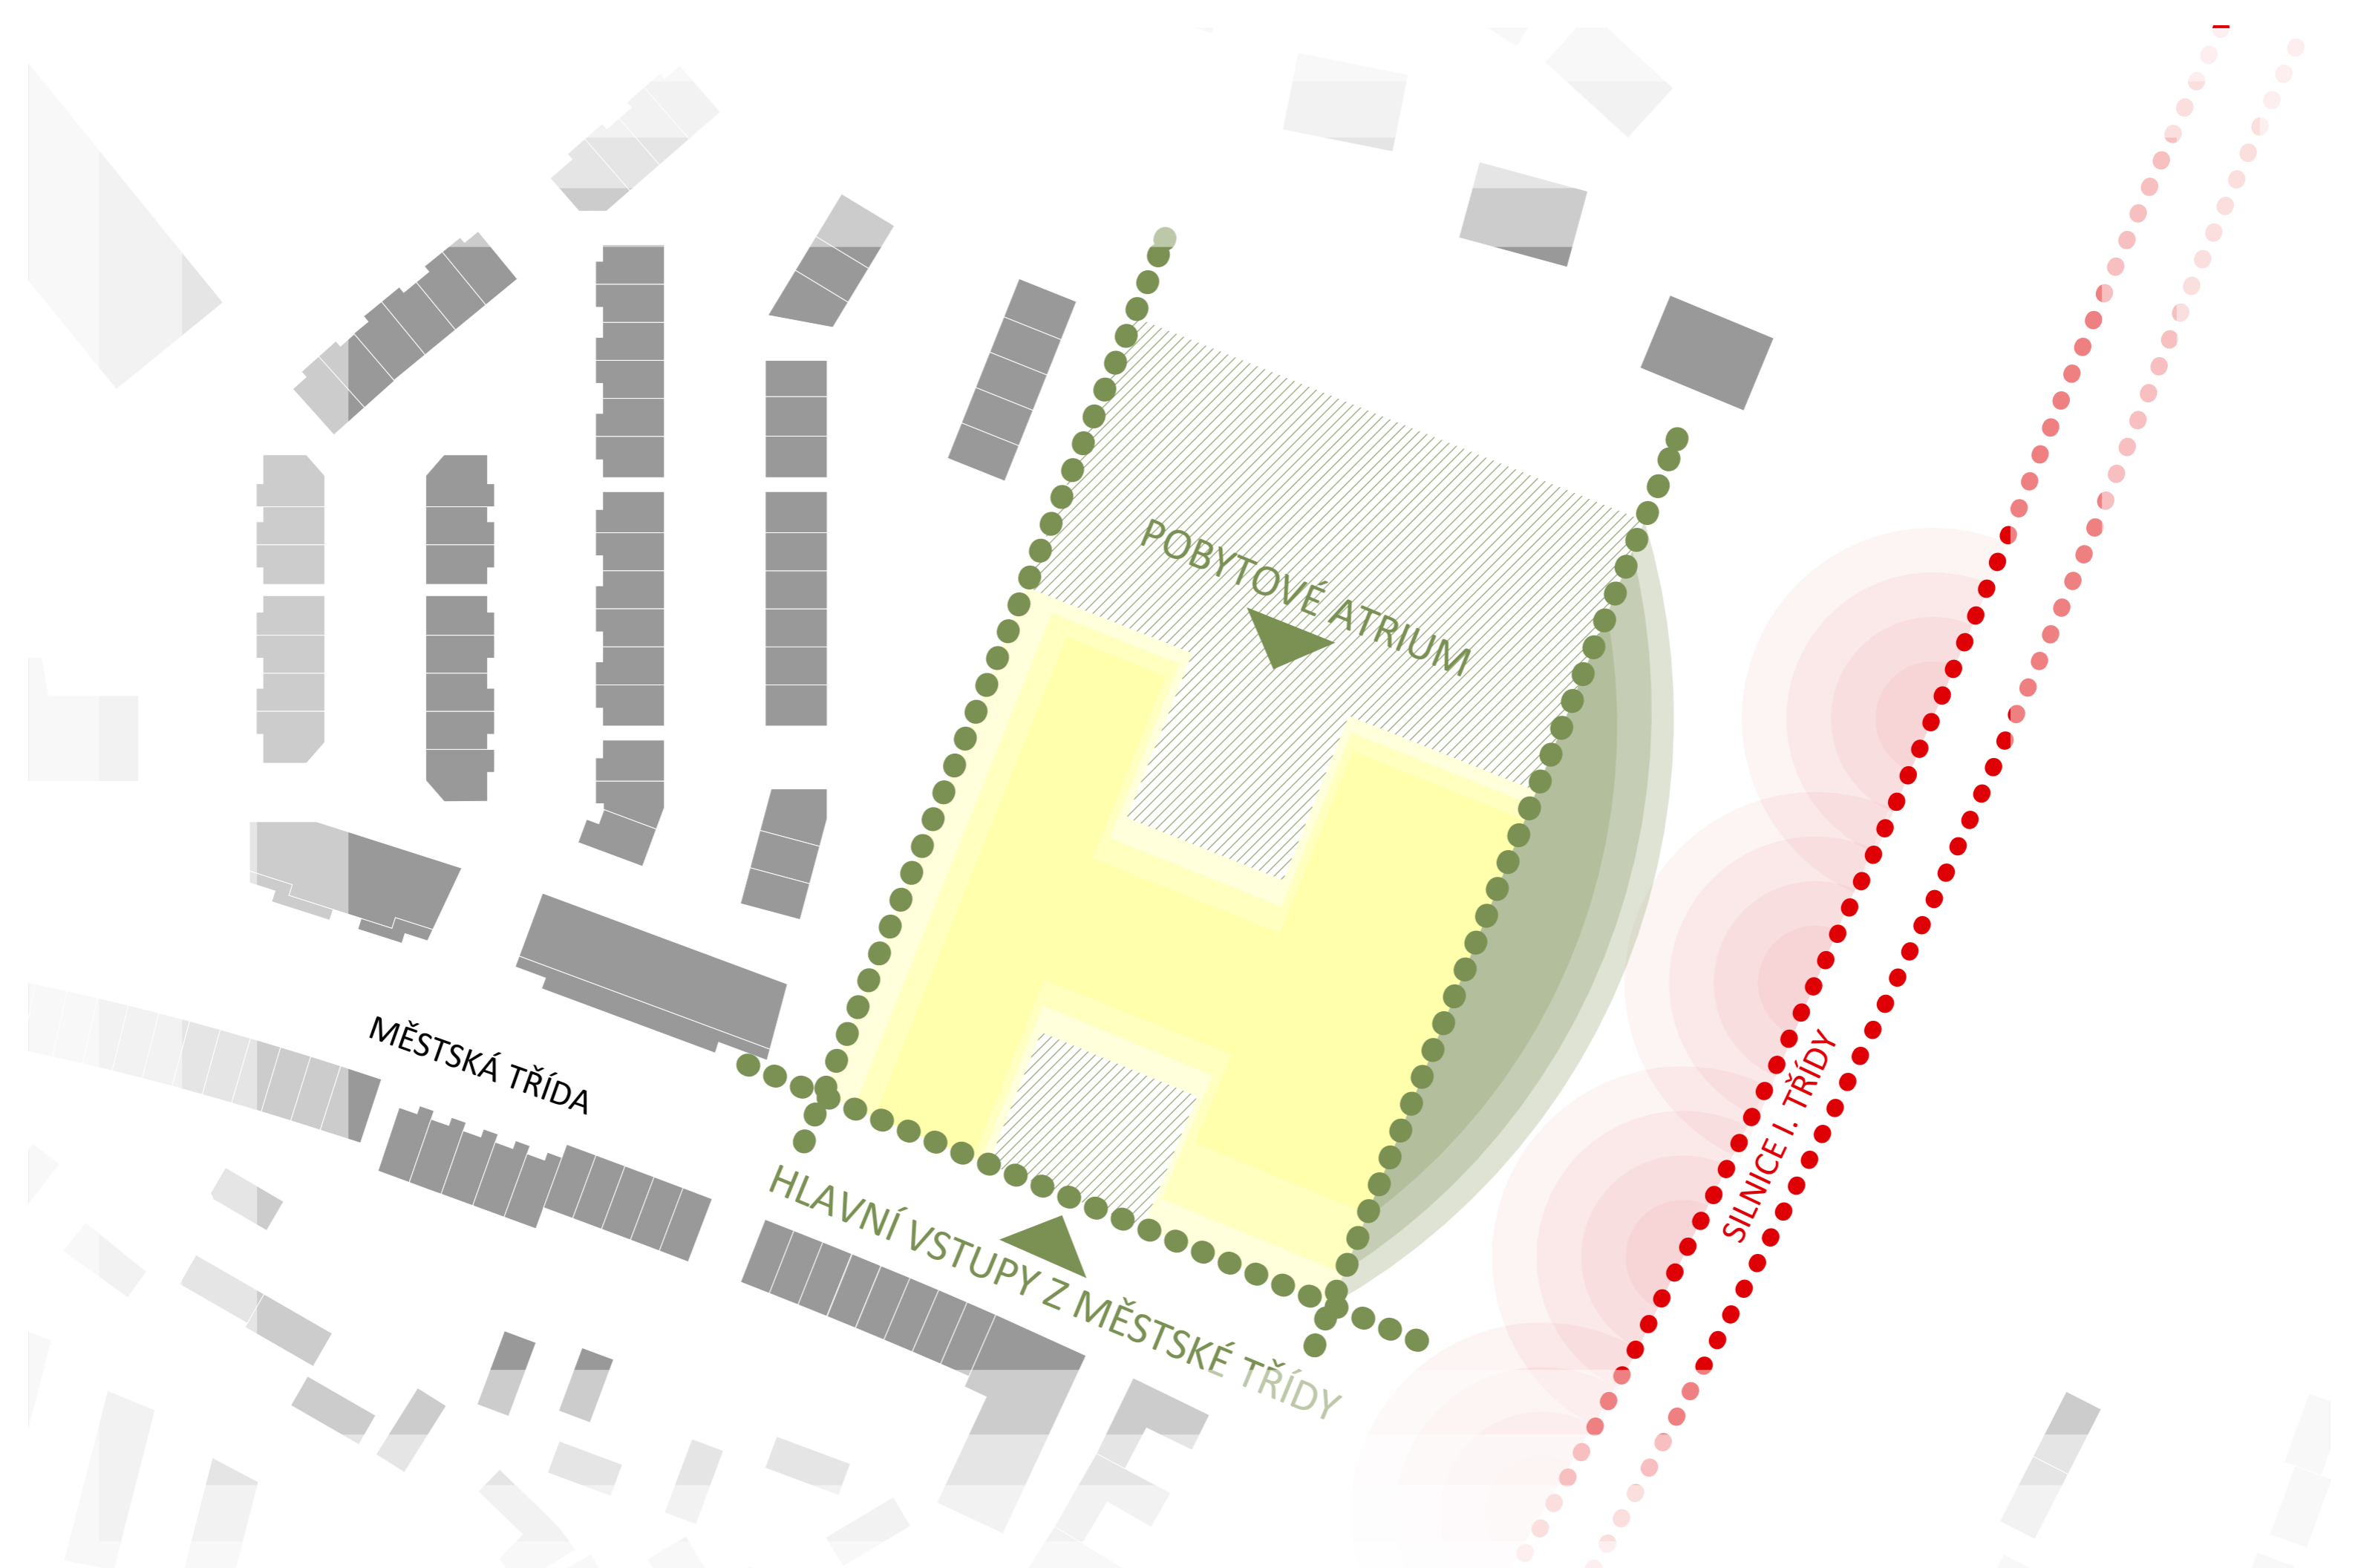 POBYTOVÉ ATRIUM
MĚSTSKÁ TŘÍDA
HLAVNÍ VSTUPY Z MĚSTSKÉ TŘÍDY
SILNICE I. TŘÍDY